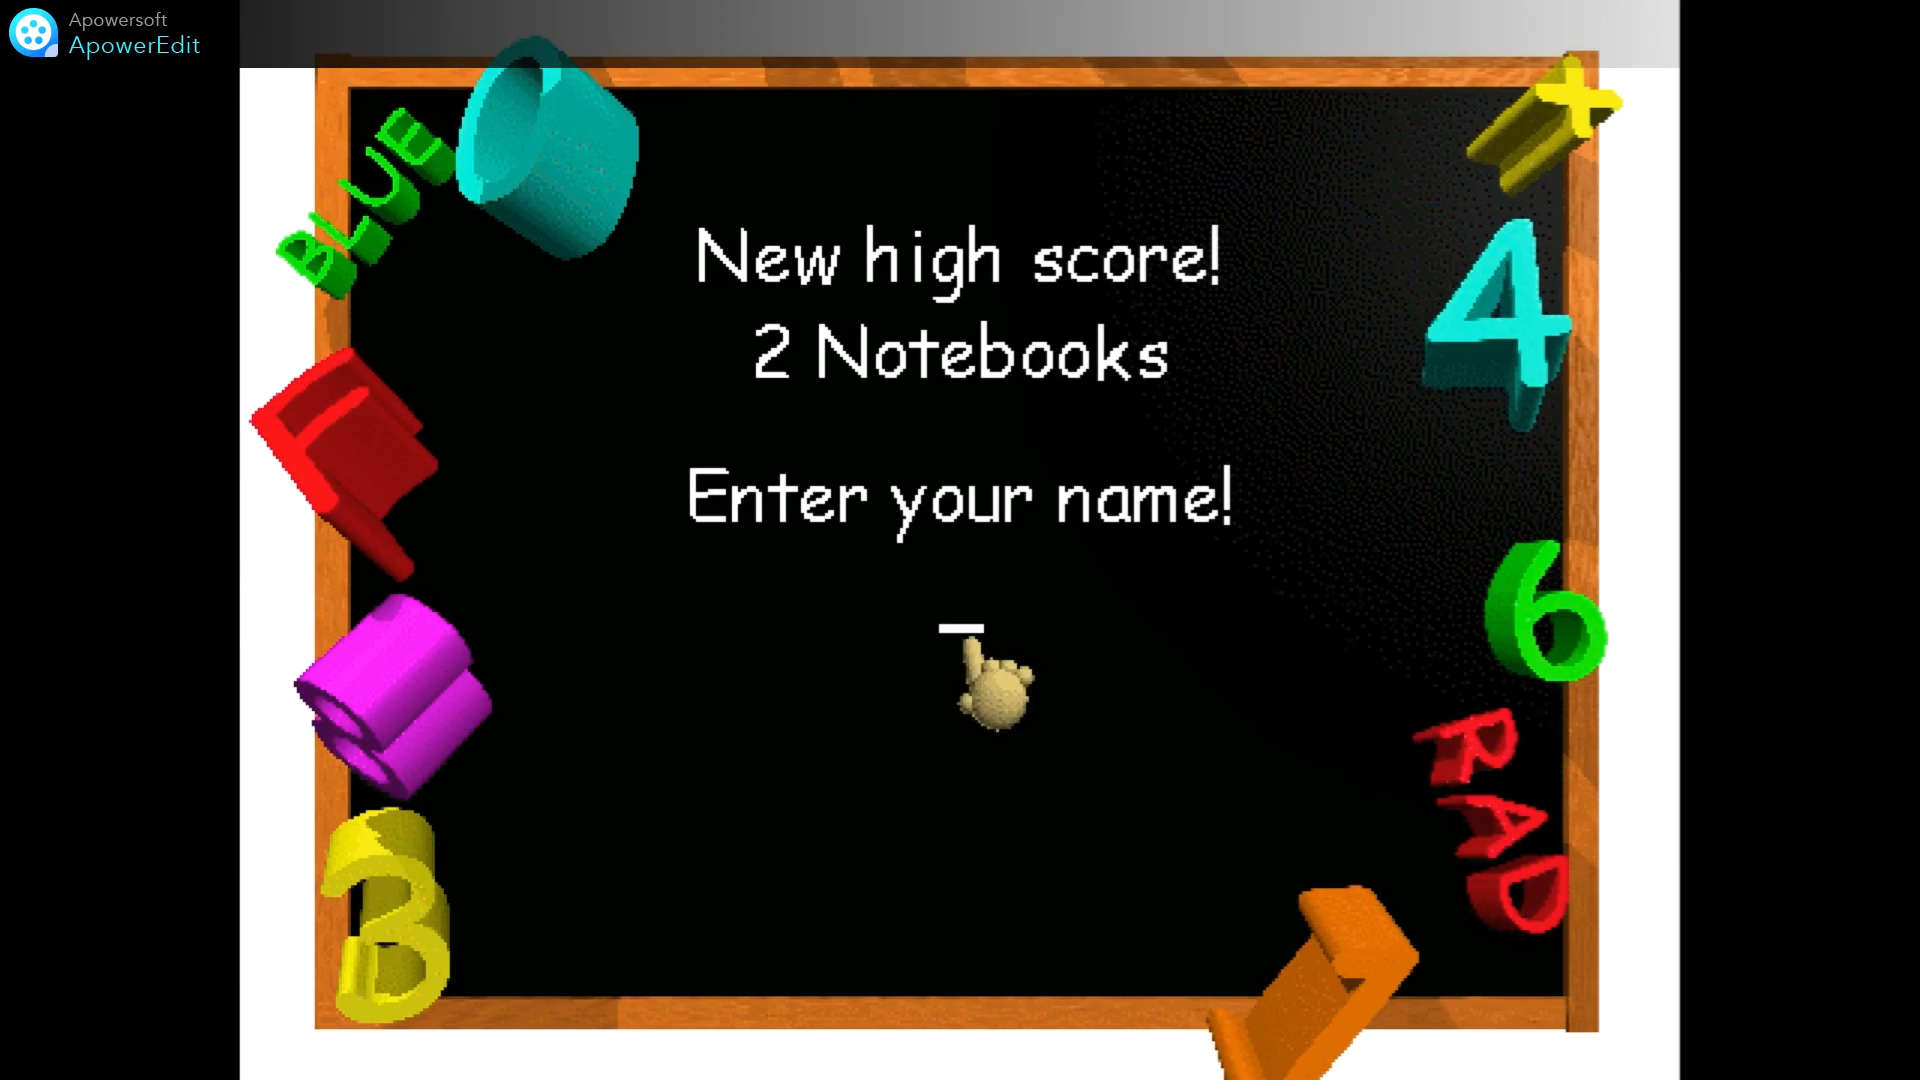 Apowersoft
ApowerEdit
BLUE
New high score!
2 Notebooks
4
Enter your name!
6
3
RAD